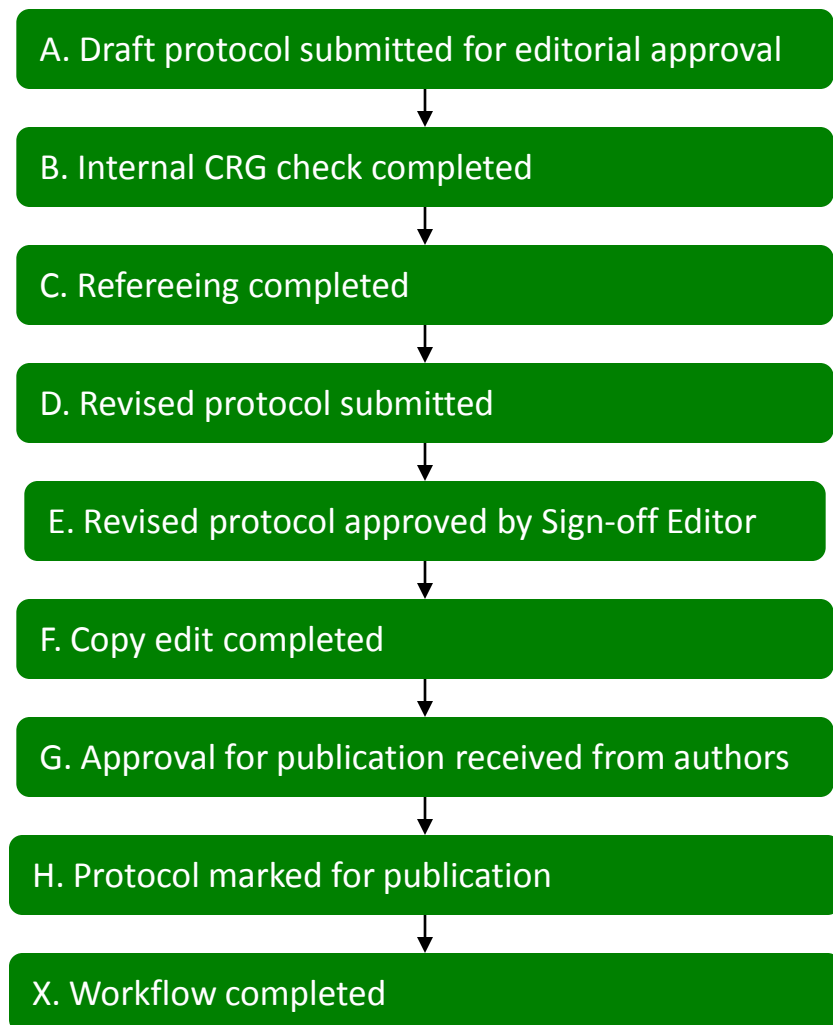 A. Draft protocol submitted for editorial approval
B. Internal CRG check completed
C. Refereeing completed
D. Revised protocol submitted
E. Revised protocol approved by Sign-off Editor
F. Copy edit completed
G. Approval for publication received from authors
H. Protocol marked for publication
X. Workflow completed